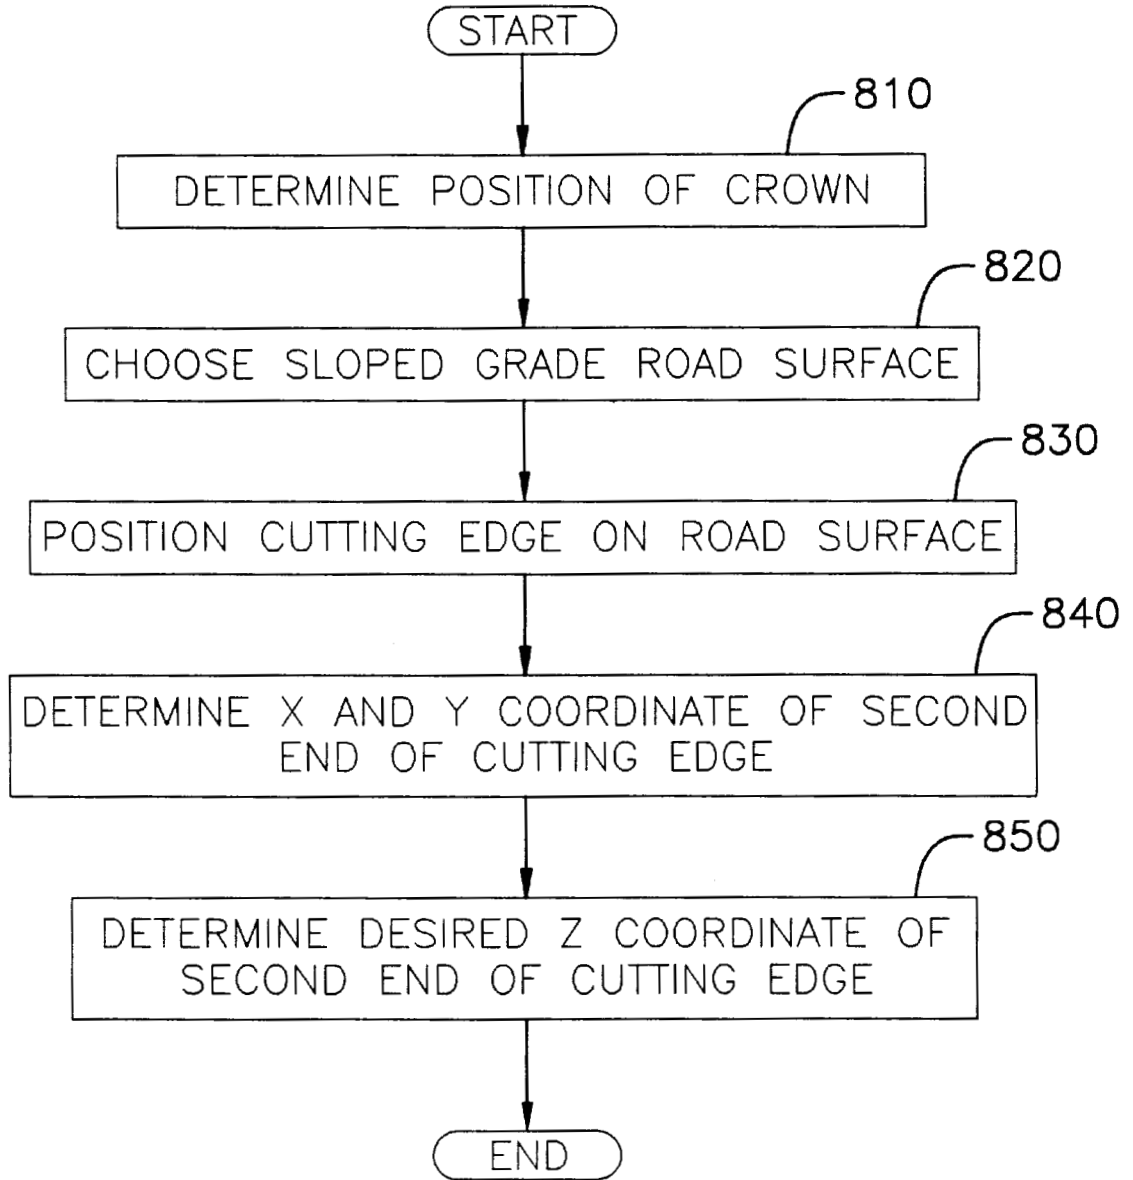 START
810
DETERMINE POSITION OF CROWN
820
CHOOSE SLOPED GRADE ROAD SURFACE
830
POSITION CUTTING EDGE ON ROAD SURFACE
840
DETERMINE X AND Y COORDINATE OF SECOND
END OF CUTTING EDGE
850
DETERMINE DESIRED Z COORDINATE OF
SECOND END OF CUTTING EDGE
END